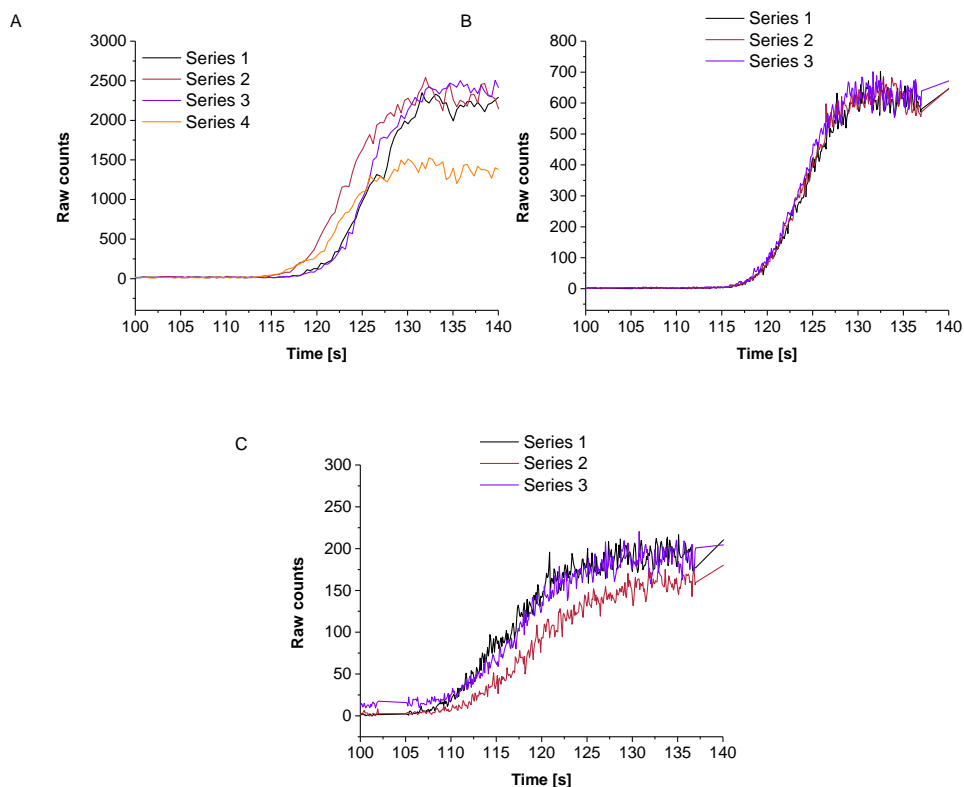 A
Series 1
Series 2
Series 3
Series 4
3000
2500
2000
1500
1000
500
0
Raw counts
100 105 110 115 120 125 130 135 140
Time [s]
B
Series 1
Series 2
Series 3
800
700
600
500
400
300
200
100
0
Raw counts
100 105 110 115 120 125 130 135 140
Time [s]
C
Series 1
Series 2
Series 3
300
250
200
150
100
50
0
Raw counts
100 105 110 115 120 125 130 135 140
Time [s]